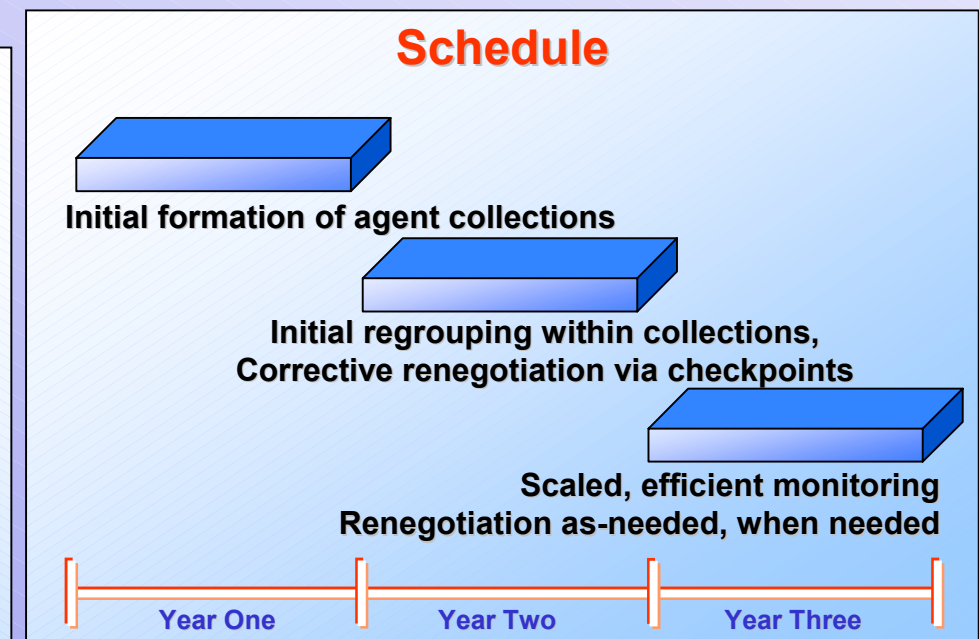 Schedule
Initial formation of agent collections
Initial regrouping within collections,
Corrective renegotiation via checkpoints
Scaled, efficient monitoring
Renegotiation as-needed, when needed
Year One
Year Two
Year Three